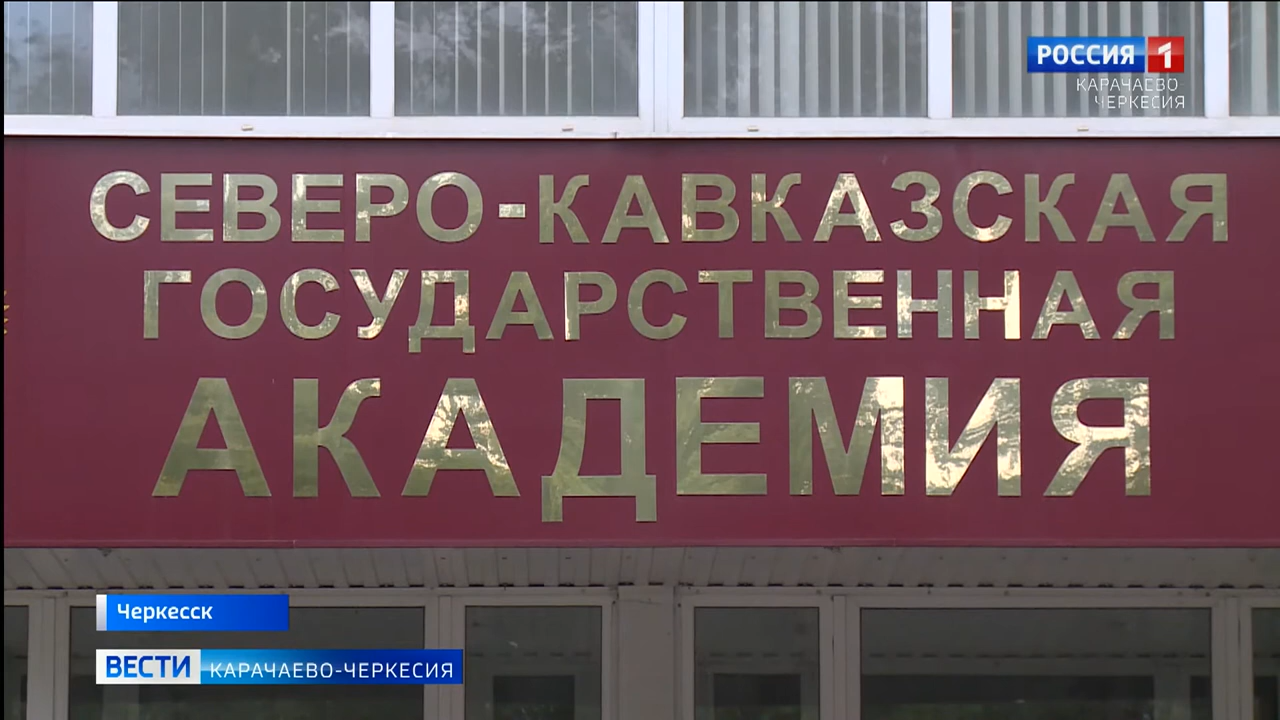 РОССИЯ 1
КАРАЧАЕВО
ЧЕРКЕСИЯ
СЕВЕРО-КАВКАЗСКАЯ
ГОСУДАРСТВЕННАЯ
АКАДЕМИЯ
Черкесск
ВЕСТИ КАРАЧАЕВО-ЧЕРКЕСИЯ